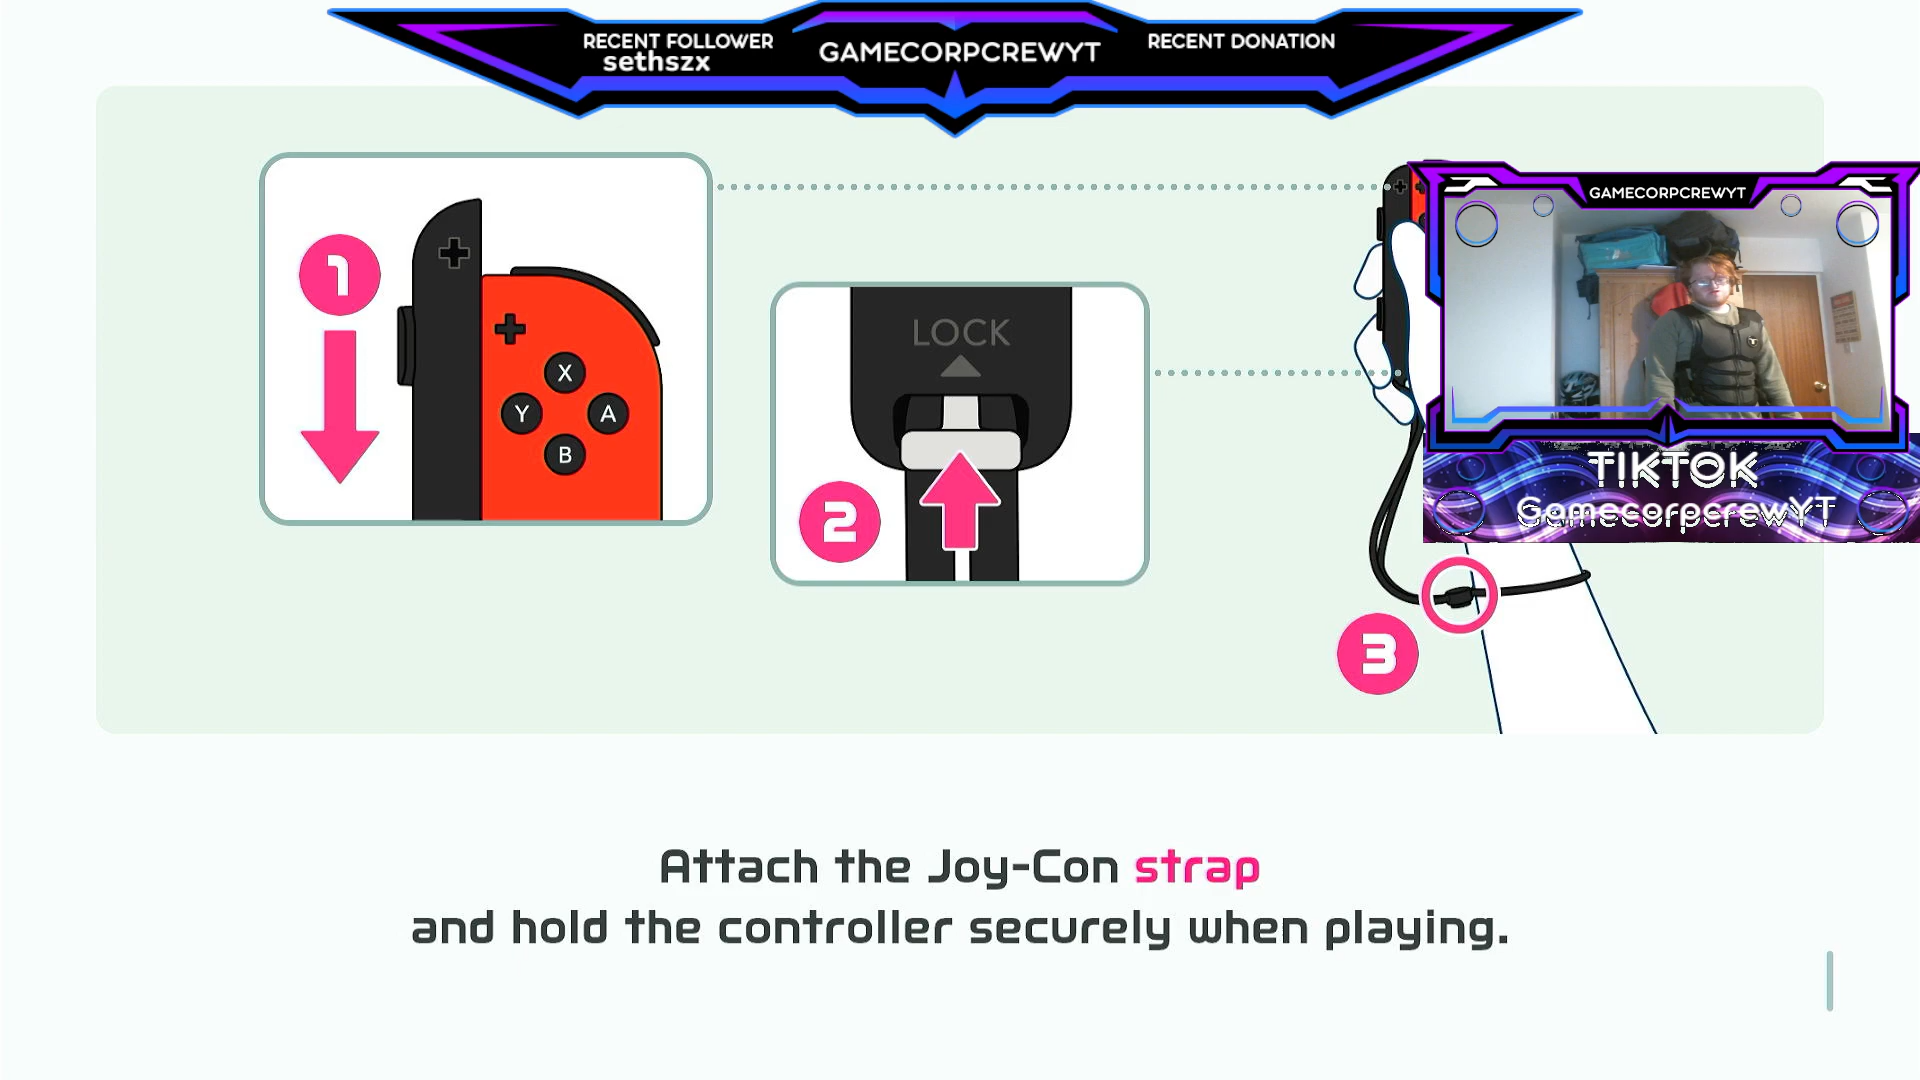 RECENT FOLLOWER
sethszx
GAMECORPCREWYT
RECENT DONATION
GAMECORPCREWYT
1
X
Y
A
B
LOCK
2
TIKTOK
GamecorpcrewYT
3
Attach the Joy-Con strap
and hold the controller securely when playing.